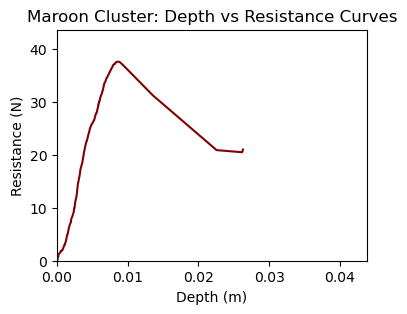 Maroon Cluster: Depth vs Resistance Curves
40
30
20
10
0
Resistance (N)
0.00 0.01 0.02 0.03 0.04
Depth (m)